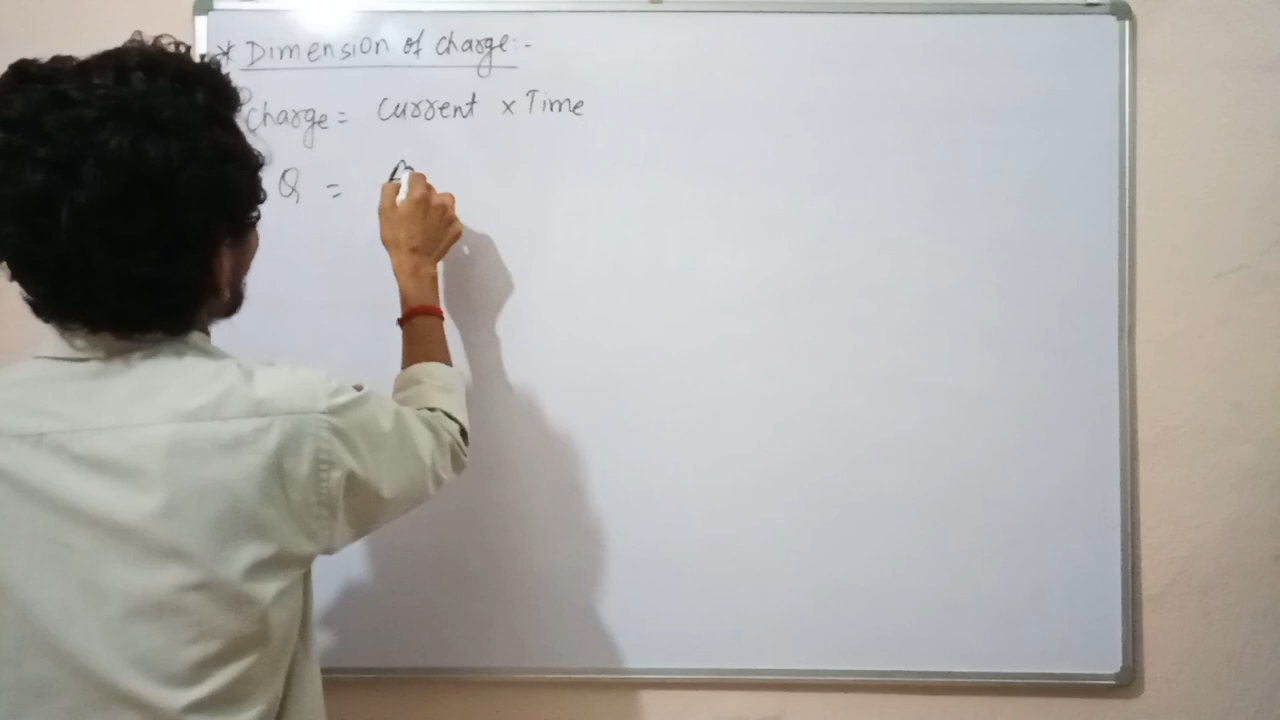 * Dimension of charge:-
charge = current × Time
Q =